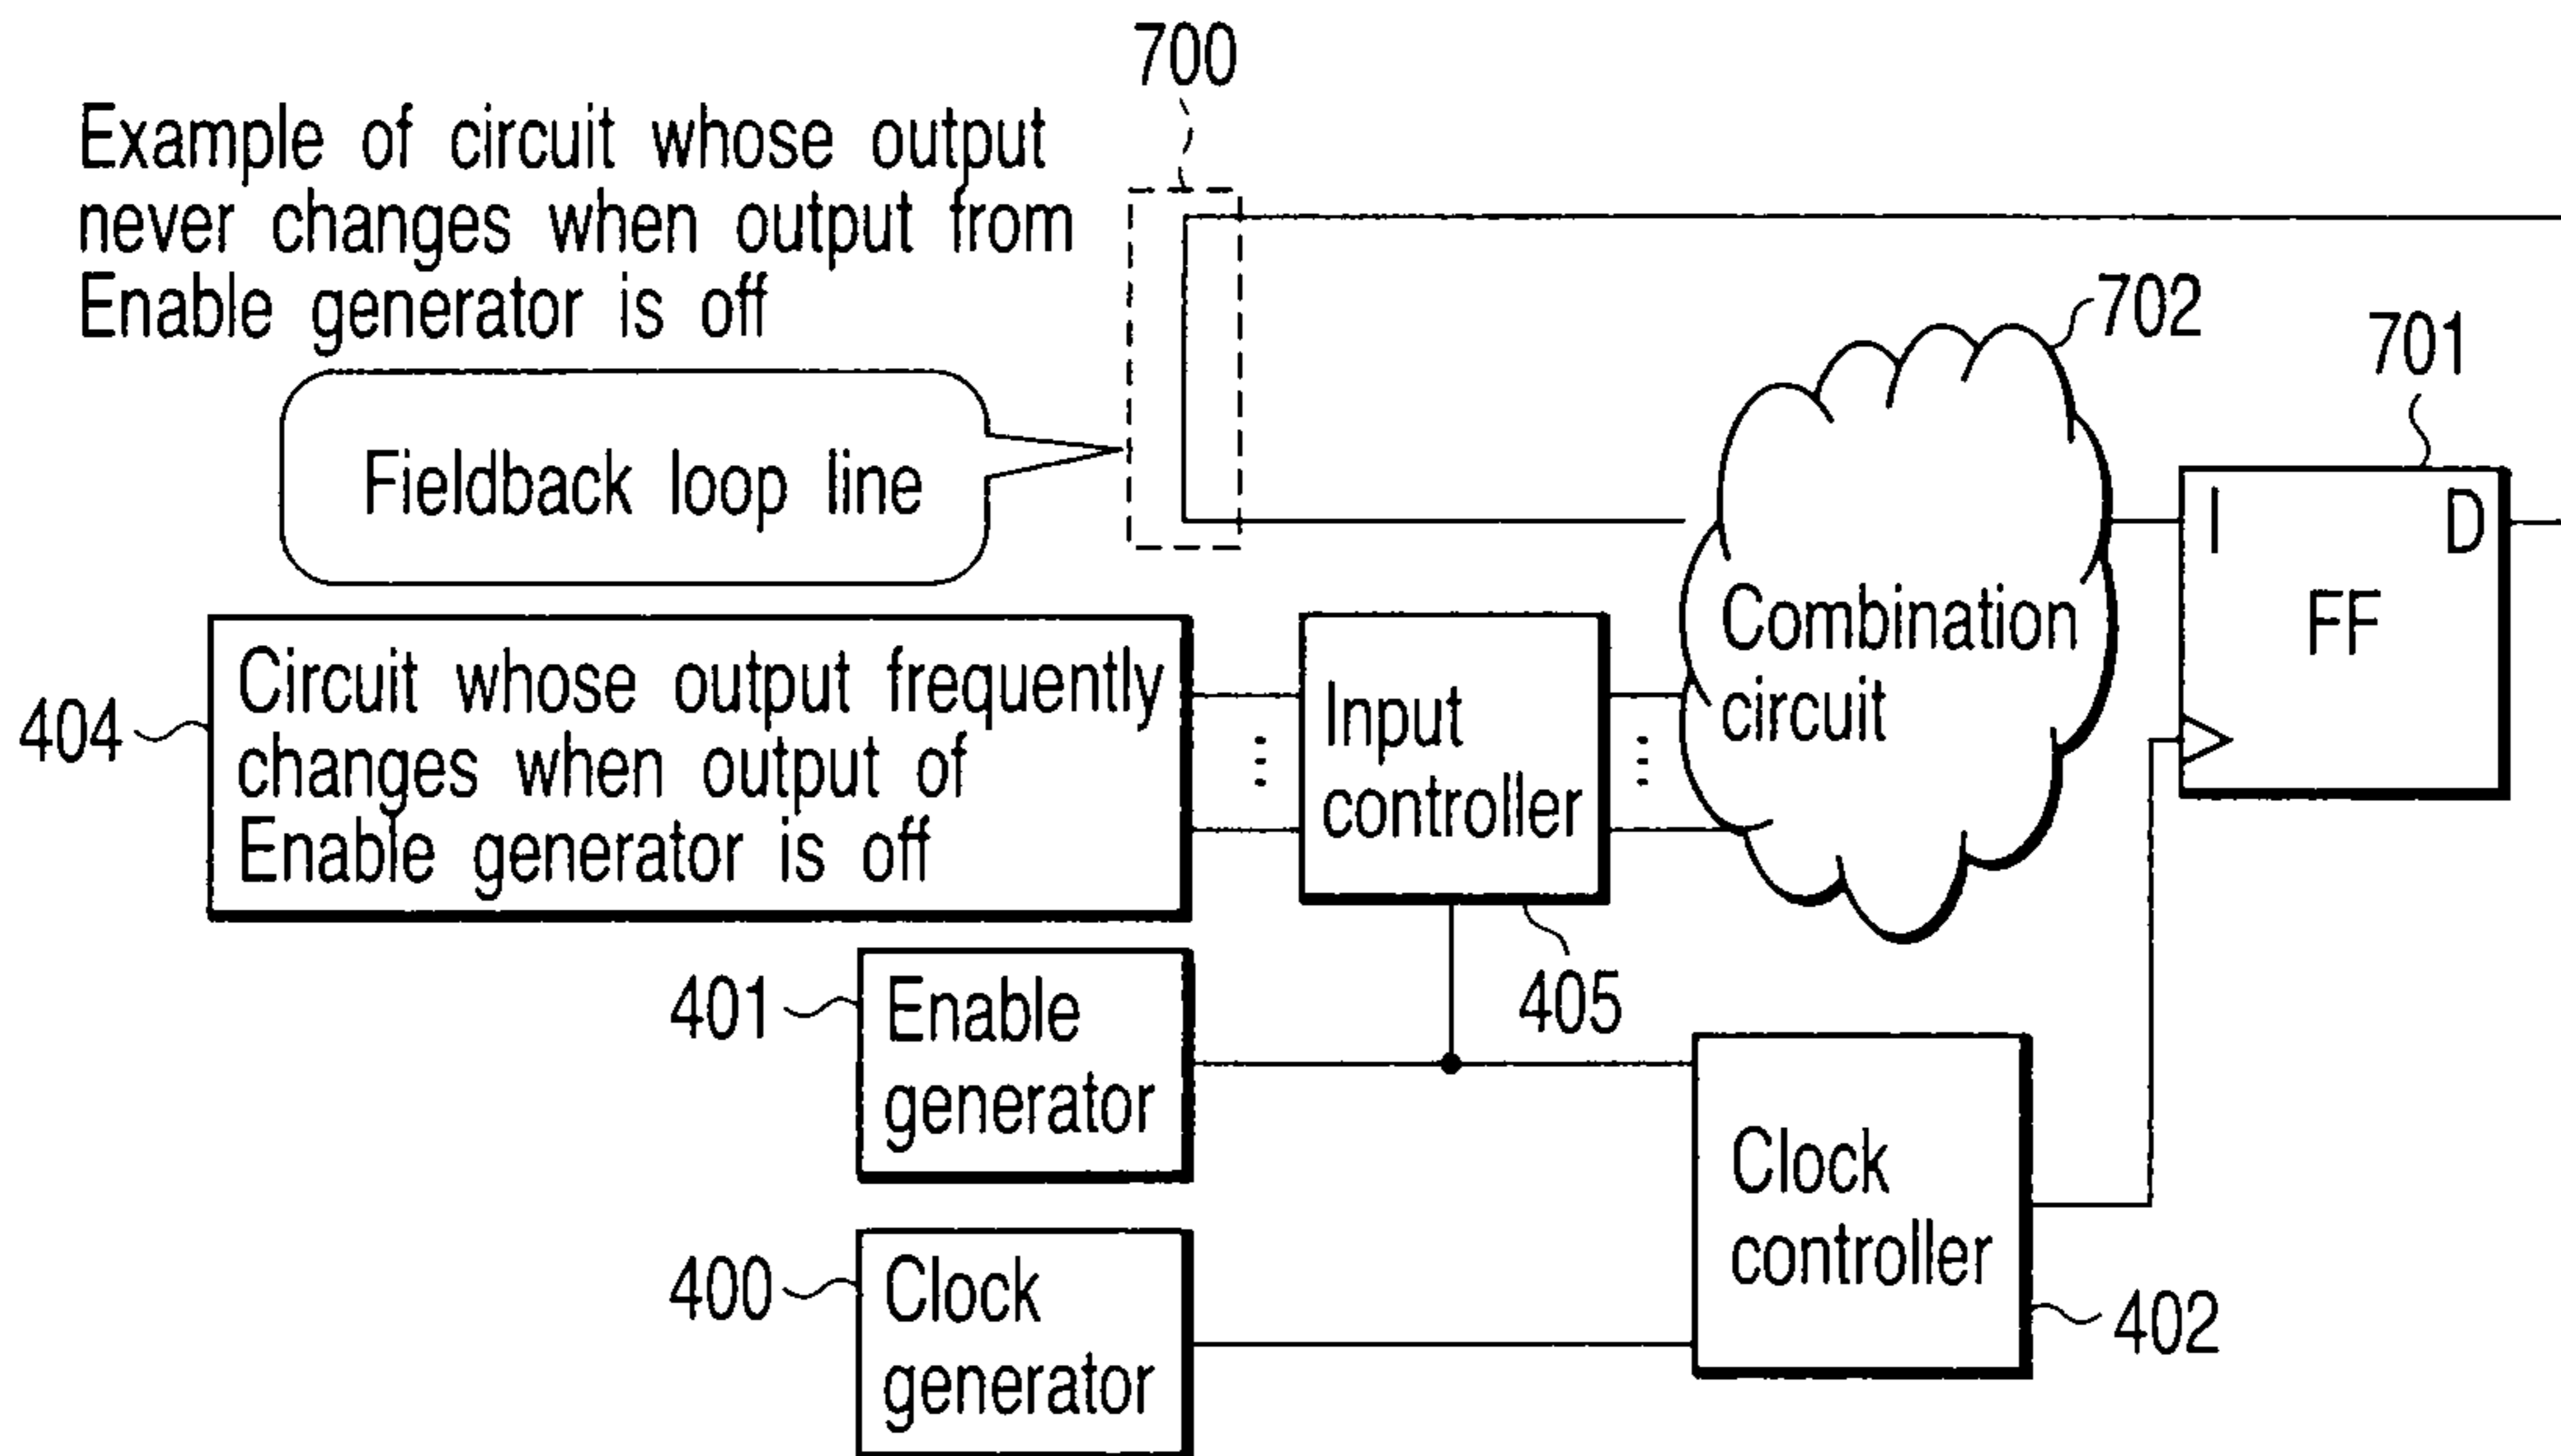 700
Example of circuit whose output
never changes when output from
Enable generator is off
702
701
Fieldback loop line
I
D
FF
Combination
circuit
404
Circuit whose output frequently
changes when output of
Enable generator is off
Input
controller
405
401
Enable
generator
Clock
controller
402
400
Clock
generator